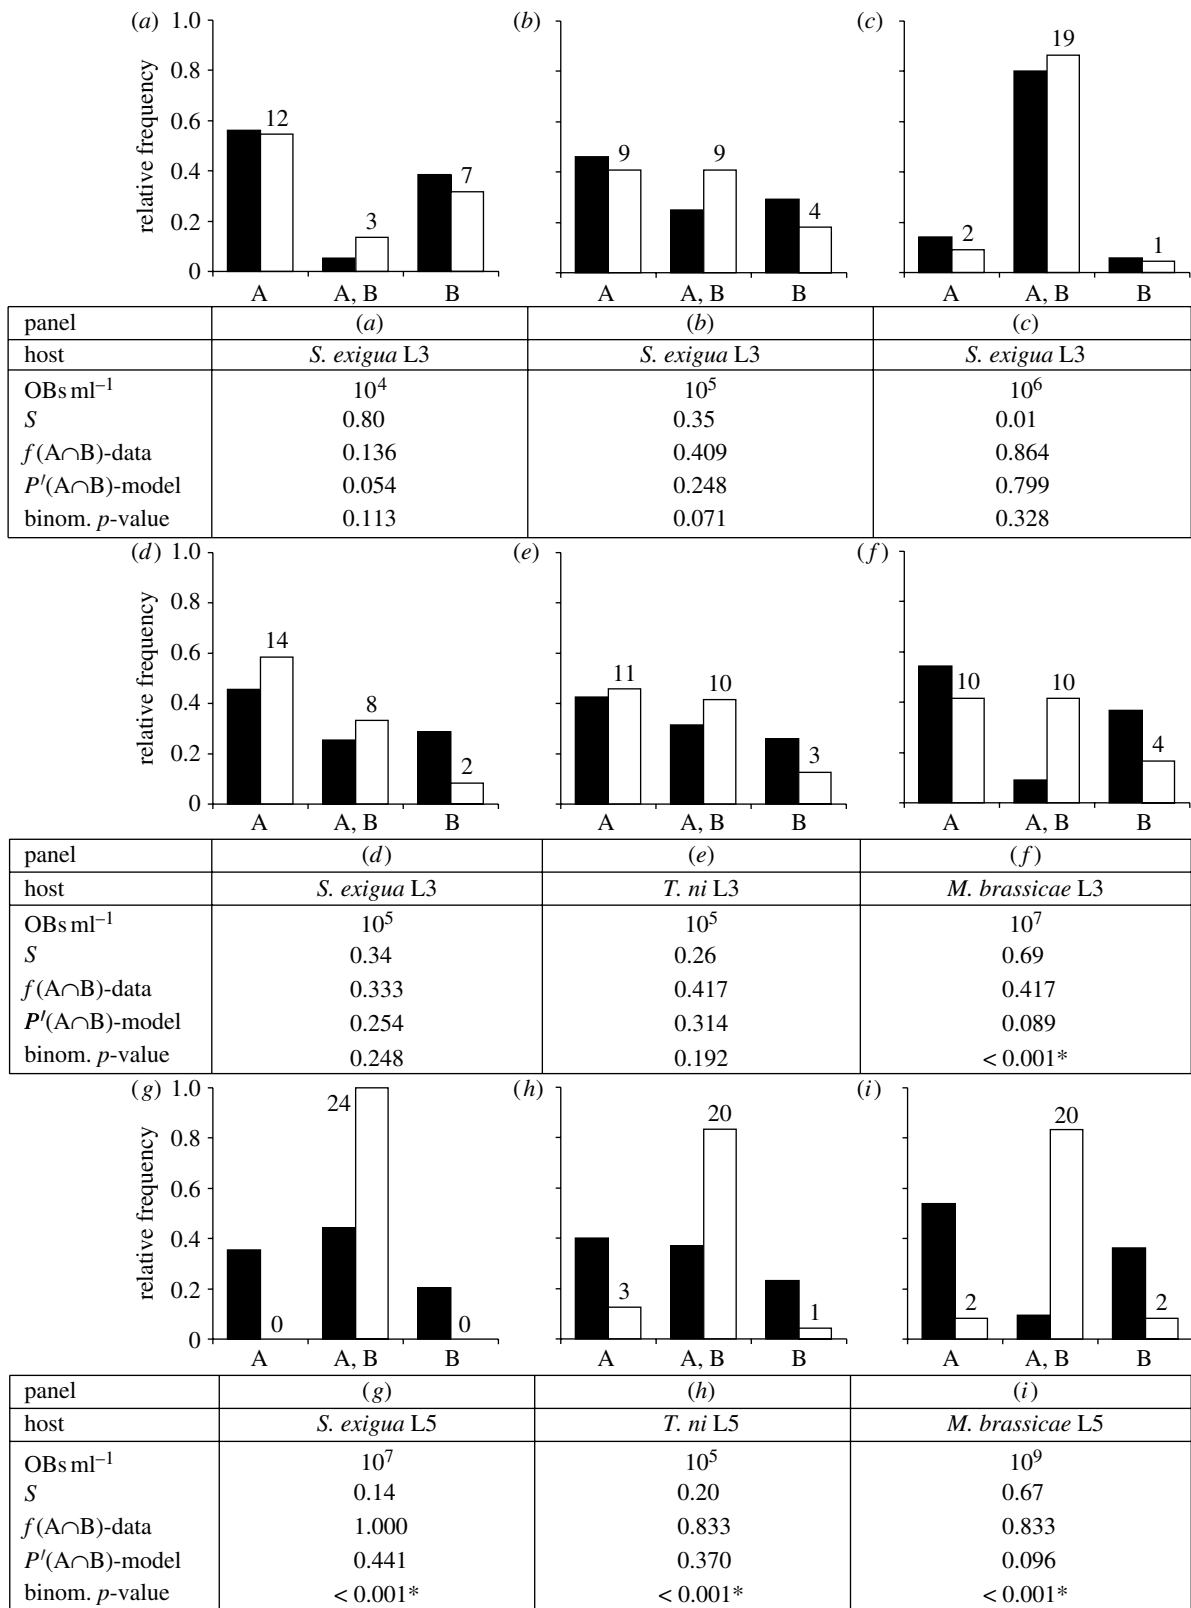 (a) (b) (c)
relative frequency
1.0
0.8
0.6
0.4
0.2
0
12 3 7
9 9 4
2 19 1
A A, B B A A, B B A A, B B
panel (a) (b) (c)
host S. exigua L3 S. exigua L3 S. exigua L3
OBs ml⁻¹ 10⁴ 10⁵ 10⁶
S 0.80 0.35 0.01
f(A∩B)-data 0.136 0.409 0.864
P′(A∩B)-model 0.054 0.248 0.799
binom. p-value 0.113 0.071 0.328
(d) (e) (f)
relative frequency
1.0
0.8
0.6
0.4
0.2
0
14 8 2
11 10 3
10 10 4
A A, B B A A, B B A A, B B
panel (d) (e) (f)
host S. exigua L3 T. ni L3 M. brassicae L3
OBs ml⁻¹ 10⁵ 10⁵ 10⁷
S 0.34 0.26 0.69
f(A∩B)-data 0.333 0.417 0.417
P′(A∩B)-model 0.254 0.314 0.089
binom. p-value 0.248 0.192 < 0.001*
(g) (h) (i)
relative frequency
1.0
0.8
0.6
0.4
0.2
0
0 24 0
3 20 1
2 20 2
A A, B B A A, B B A A, B B
panel (g) (h) (i)
host S. exigua L5 T. ni L5 M. brassicae L5
OBs ml⁻¹ 10⁷ 10⁵ 10⁹
S 0.14 0.20 0.67
f(A∩B)-data 1.000 0.833 0.833
P′(A∩B)-model 0.441 0.370 0.096
binom. p-value < 0.001* < 0.001* < 0.001*